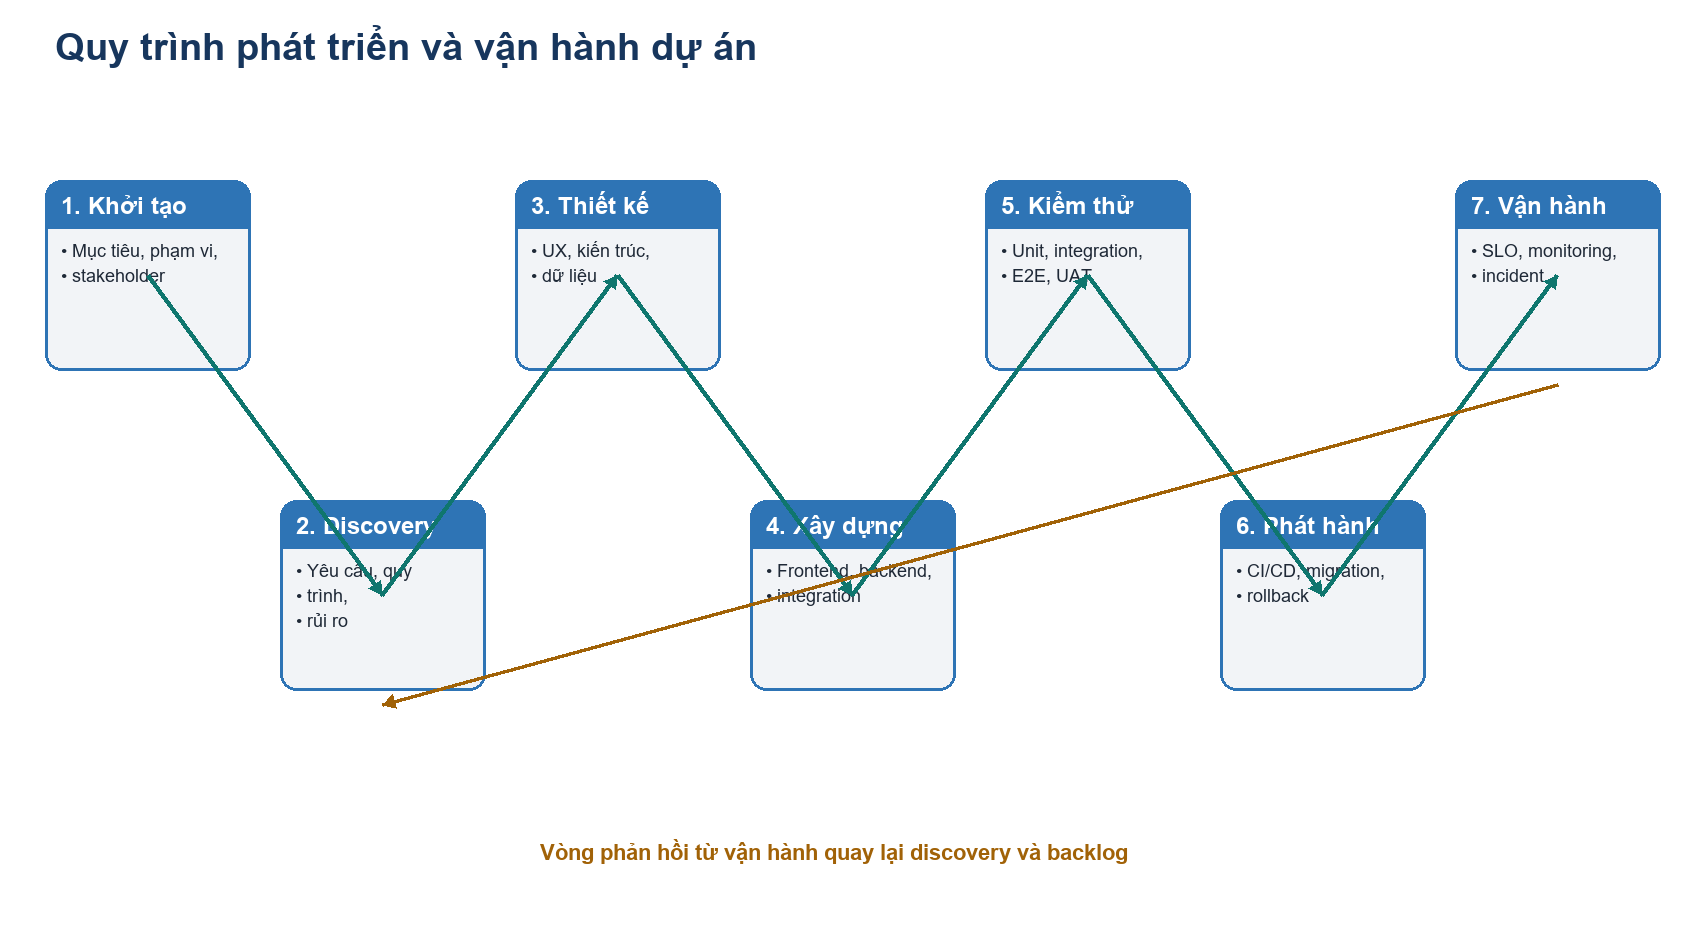 Quy trình phát triển và vận hành dự án
1. Khởi tạo
• Mục tiêu, phạm vi,
• stakeholder
2. Discovery
• Yêu cầu, quy
• trình,
• rủi ro
3. Thiết kế
• UX, kiến trúc,
• dữ liệu
4. Xây dựng
• Frontend, backend,
• integration
5. Kiểm thử
• Unit, integration,
• E2E, UAT
6. Phát hành
• CI/CD, migration,
• rollback
7. Vận hành
• SLO, monitoring,
• incident
Vòng phản hồi từ vận hành quay lại discovery và backlog